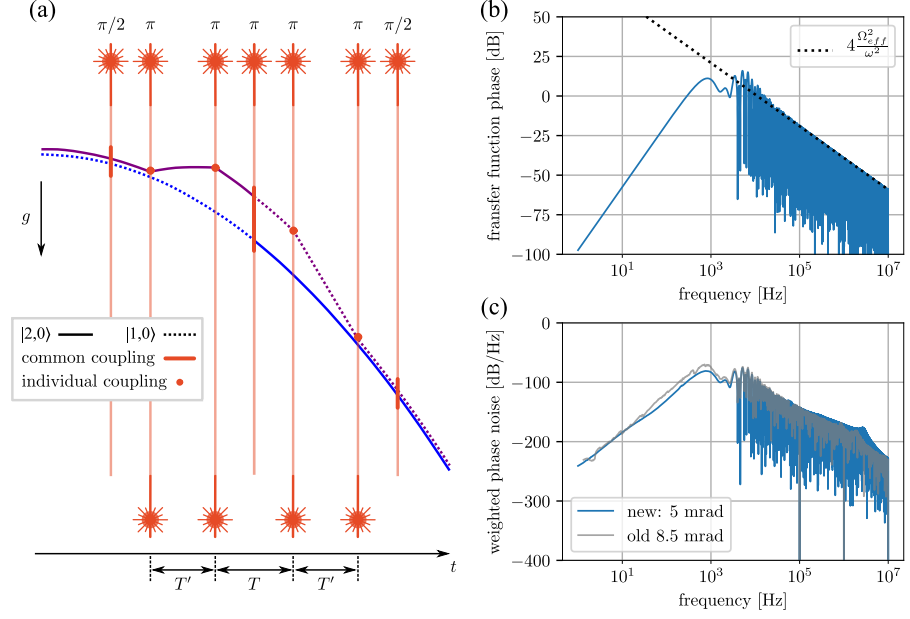 (a)
π/2 π π π π π π/2
g
|2,0⟩ |1,0⟩
common coupling
individual coupling
T′ T T′
t
(b)
transfer function phase [dB]
50
25
0
−25
−50
−75
−100
4 Ω²eff/ω²
10¹ 10³ 10⁵ 10⁷
frequency [Hz]
(c)
weighted phase noise [dB/Hz]
0
−100
−200
−300
−400
new: 5 mrad
old 8.5 mrad
10¹ 10³ 10⁵ 10⁷
frequency [Hz]